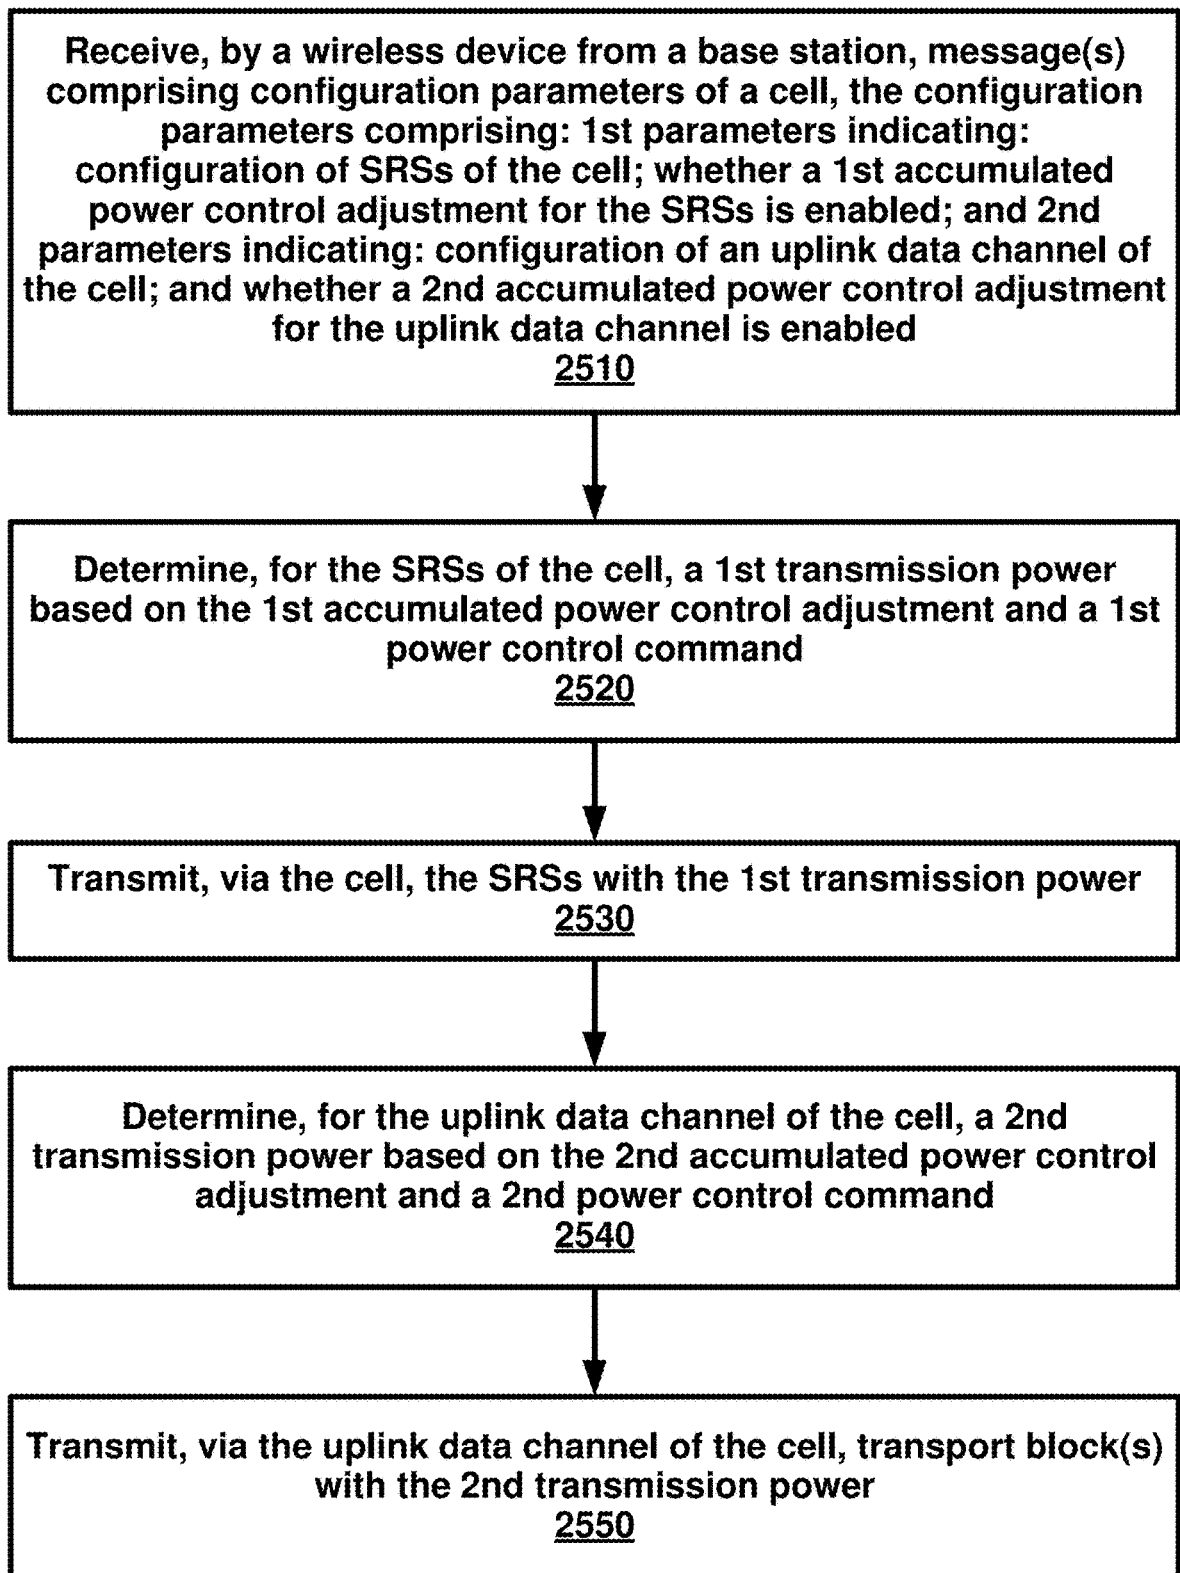 Receive, by a wireless device from a base station, message(s)
comprising configuration parameters of a cell, the configuration
parameters comprising: 1st parameters indicating:
configuration of SRSs of the cell; whether a 1st accumulated
power control adjustment for the SRSs is enabled; and 2nd
parameters indicating: configuration of an uplink data channel of
the cell; and whether a 2nd accumulated power control adjustment
for the uplink data channel is enabled
2510
Determine, for the SRSs of the cell, a 1st transmission power
based on the 1st accumulated power control adjustment and a 1st
power control command
2520
Transmit, via the cell, the SRSs with the 1st transmission power
2530
Determine, for the uplink data channel of the cell, a 2nd
transmission power based on the 2nd accumulated power control
adjustment and a 2nd power control command
2540
Transmit, via the uplink data channel of the cell, transport block(s)
with the 2nd transmission power
2550